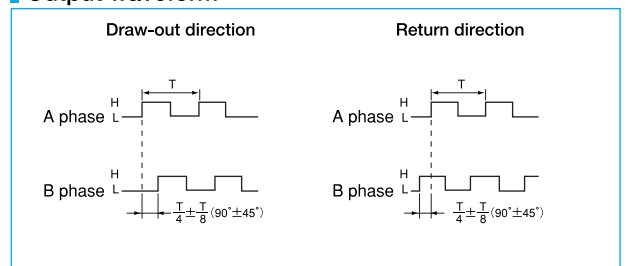 Output waveform
Draw-out direction
Return direction
T
H
A phase L
H
B phase L
T/4±T/8(90°±45°)
T
H
A phase L
H
B phase L
T/4±T/8(90°±45°)